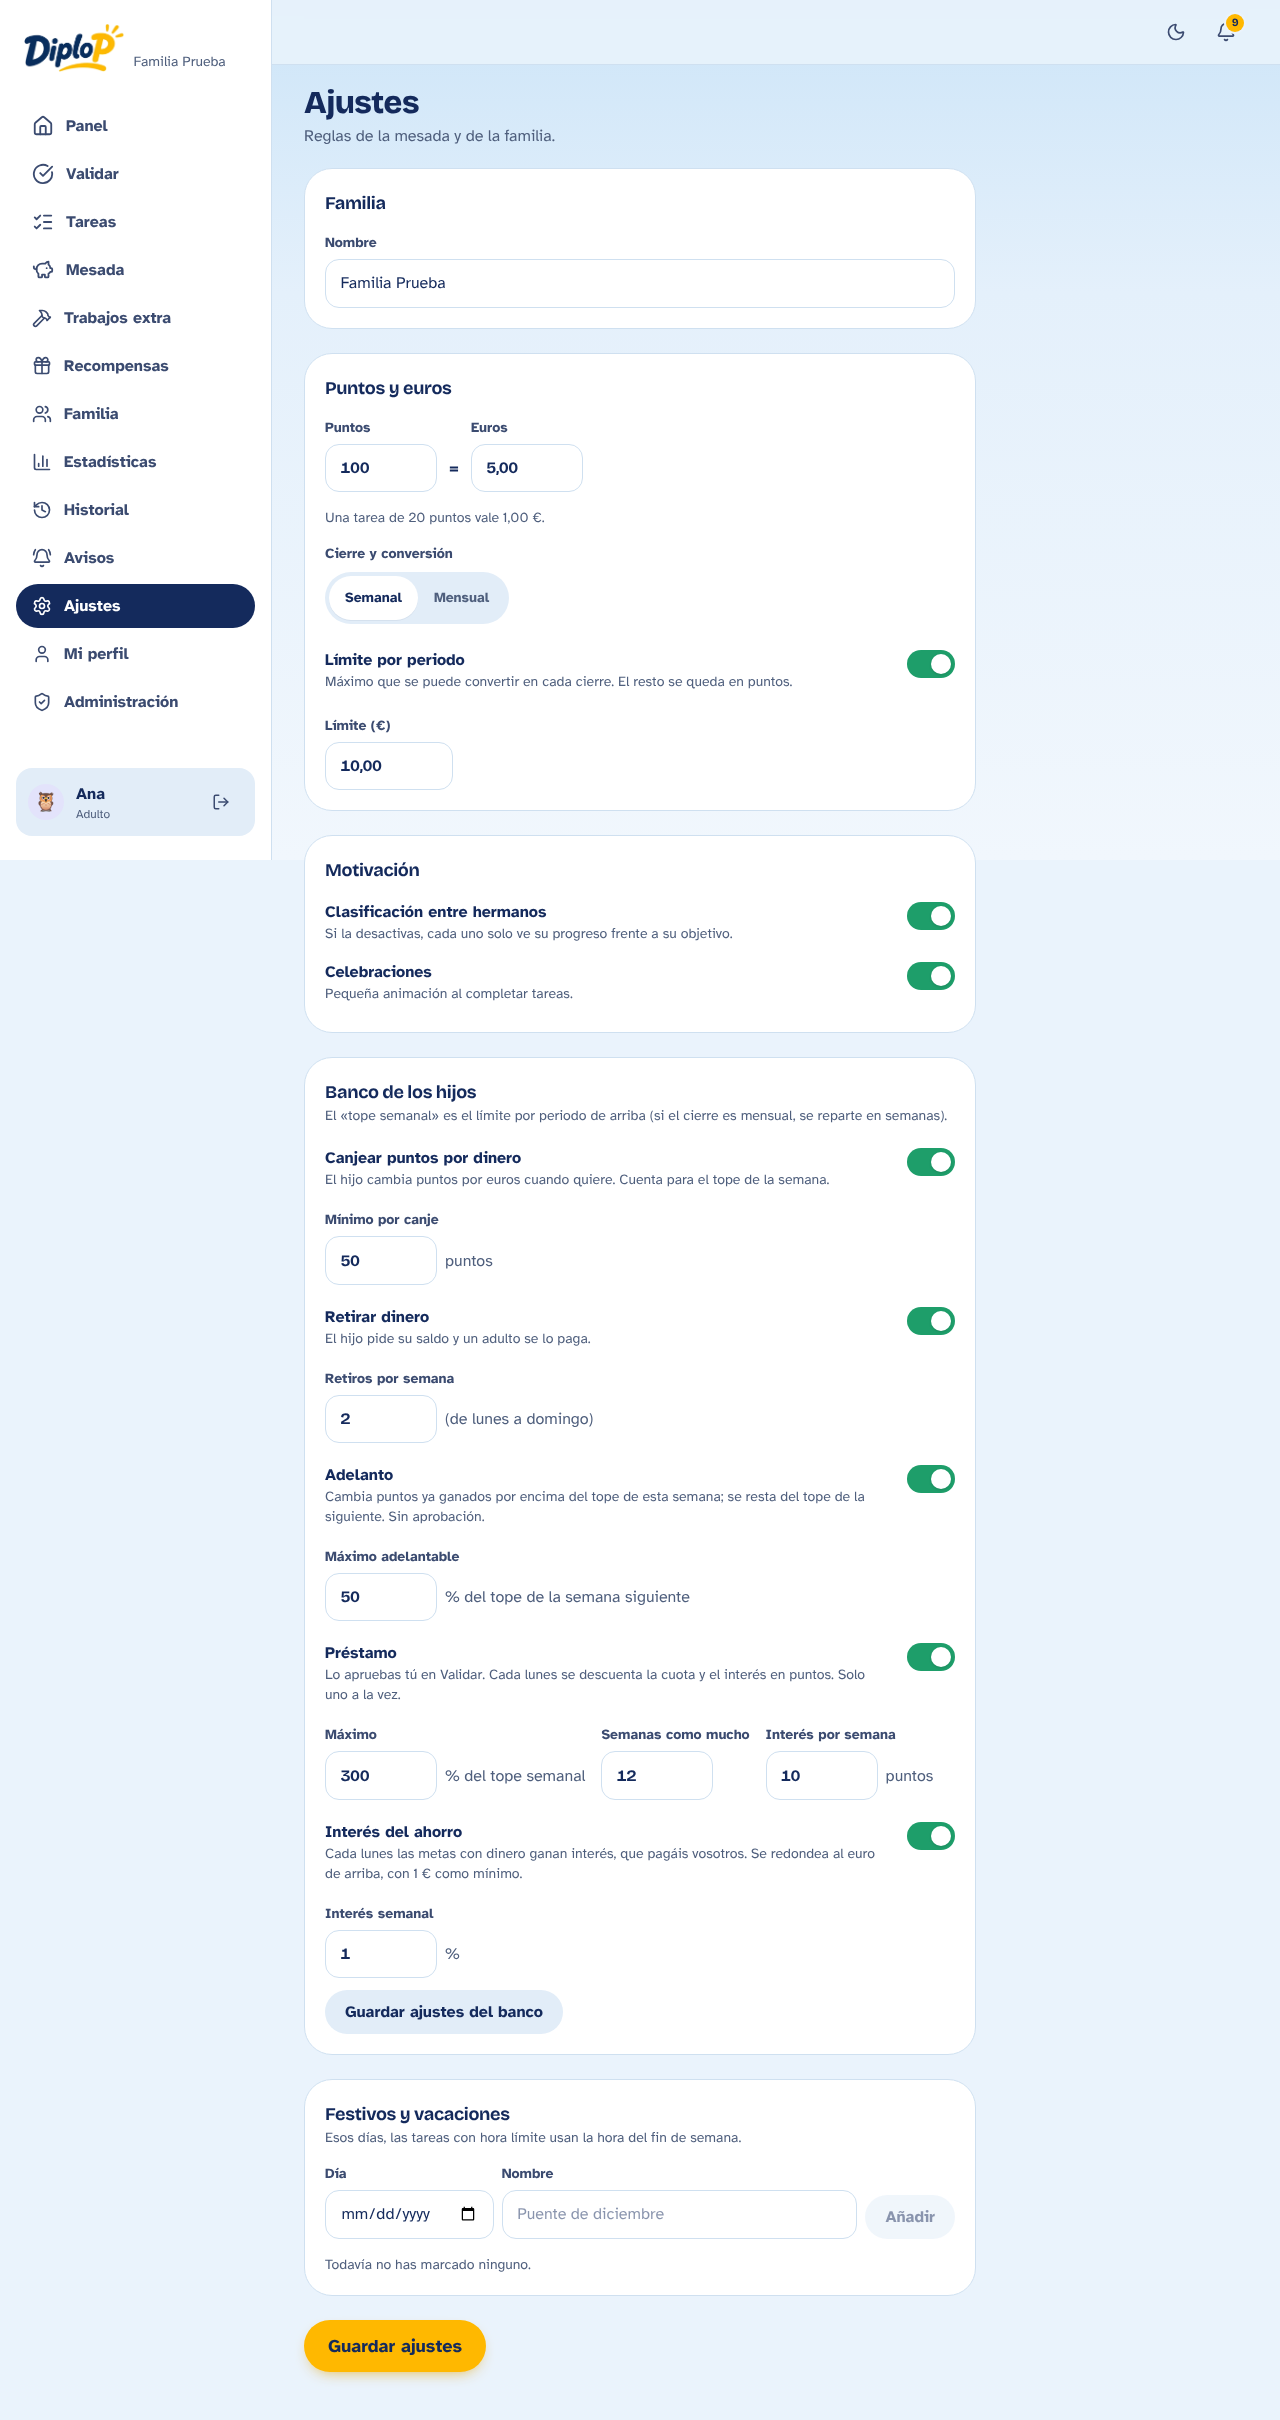 DiploP
Familia Prueba
9
Panel
Validar
Tareas
Mesada
Trabajos extra
Recompensas
Familia
Estadísticas
Historial
Avisos
Ajustes
Mi perfil
Administración
Ana
Adulto
Ajustes
Reglas de la mesada y de la familia.
Familia
Nombre
Familia Prueba
Puntos y euros
Puntos Euros
100 = 5,00
Una tarea de 20 puntos vale 1,00 €.
Cierre y conversión
Semanal Mensual
Límite por periodo
Máximo que se puede convertir en cada cierre. El resto se queda en puntos.
Límite (€)
10,00
Motivación
Clasificación entre hermanos
Si la desactivas, cada uno solo ve su progreso frente a su objetivo.
Celebraciones
Pequeña animación al completar tareas.
Banco de los hijos
El «tope semanal» es el límite por periodo de arriba (si el cierre es mensual, se reparte en semanas).
Canjear puntos por dinero
El hijo cambia puntos por euros cuando quiere. Cuenta para el tope de la semana.
Mínimo por canje
50 puntos
Retirar dinero
El hijo pide su saldo y un adulto se lo paga.
Retiros por semana
2 (de lunes a domingo)
Adelanto
Cambia puntos ya ganados por encima del tope de esta semana; se resta del tope de la
siguiente. Sin aprobación.
Máximo adelantable
50 % del tope de la semana siguiente
Préstamo
Lo apruebas tú en Validar. Cada lunes se descuenta la cuota y el interés en puntos. Solo
uno a la vez.
Máximo Semanas como mucho Interés por semana
300 % del tope semanal 12 10 puntos
Interés del ahorro
Cada lunes las metas con dinero ganan interés, que pagáis vosotros. Se redondea al euro
de arriba, con 1 € como mínimo.
Interés semanal
1 %
Guardar ajustes del banco
Festivos y vacaciones
Esos días, las tareas con hora límite usan la hora del fin de semana.
Día Nombre
mm/dd/yyyy Puente de diciembre Añadir
Todavía no has marcado ninguno.
Guardar ajustes